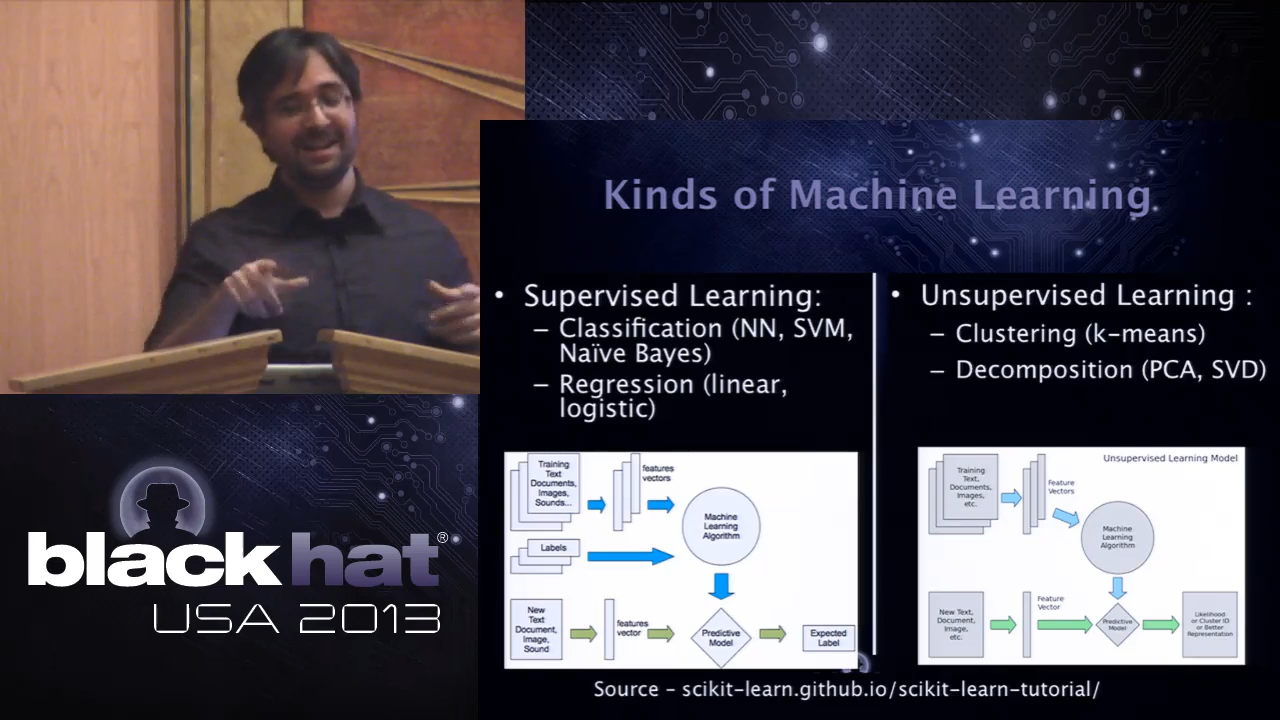 Kinds of Machine Learning
• Supervised Learning:
– Classification (NN, SVM,
Naïve Bayes)
– Regression (linear,
logistic)
Training
Text
Documents,
Images,
Sounds...
features
vectors
Machine
Learning
Algorithm
Labels
New
Text
Document,
Image,
Sound
features
vector
Predictive
Model
Expected
Label
• Unsupervised Learning :
– Clustering (k-means)
– Decomposition (PCA, SVD)
Unsupervised Learning Model
Training
Text,
Documents,
Images,
etc.
Feature
Vectors
Machine
Learning
Algorithm
New Text,
Document,
Image,
etc.
Feature
Vector
Predictive
Model
Likelihood
or Cluster ID
or Better
Representation
Source – scikit-learn.github.io/scikit-learn-tutorial/
blackhat®
USA 2013